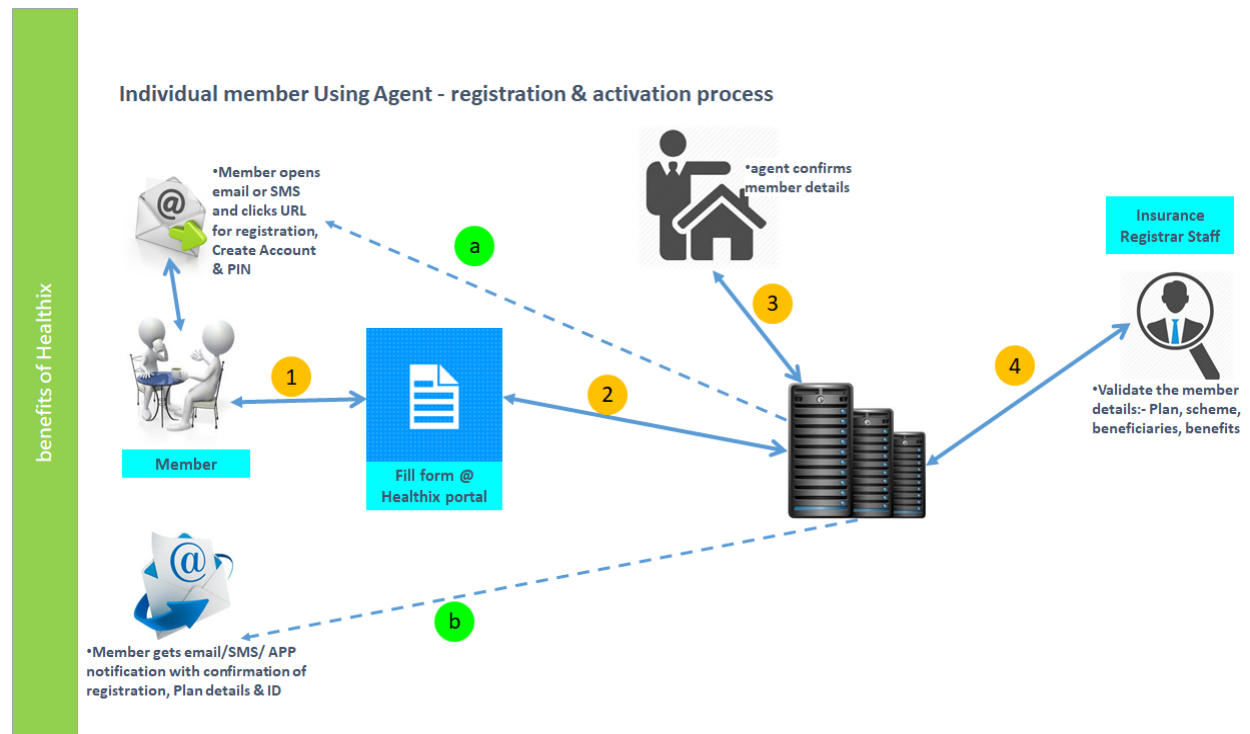 benefits of Healthix
Individual member Using Agent - registration & activation process
•Member opens
email or SMS
and clicks URL
for registration,
Create Account
& PIN
@
a
•agent confirms
member details
Insurance
Registrar Staff
3
4
1
2
•Validate the member
details:- Plan, scheme,
beneficiaries, benefits
Member
Fill form @
Healthix portal
@
b
•Member gets email/SMS/ APP
notification with confirmation of
registration, Plan details & ID